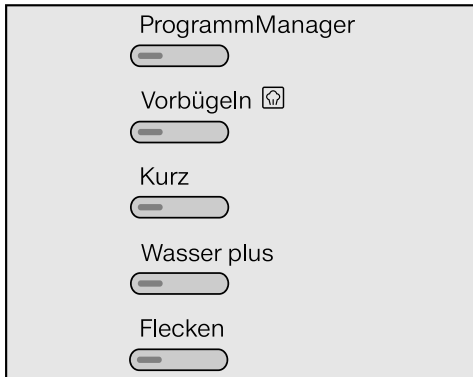 ProgrammManager
Vorbügeln
Kurz
Wasser plus
Flecken